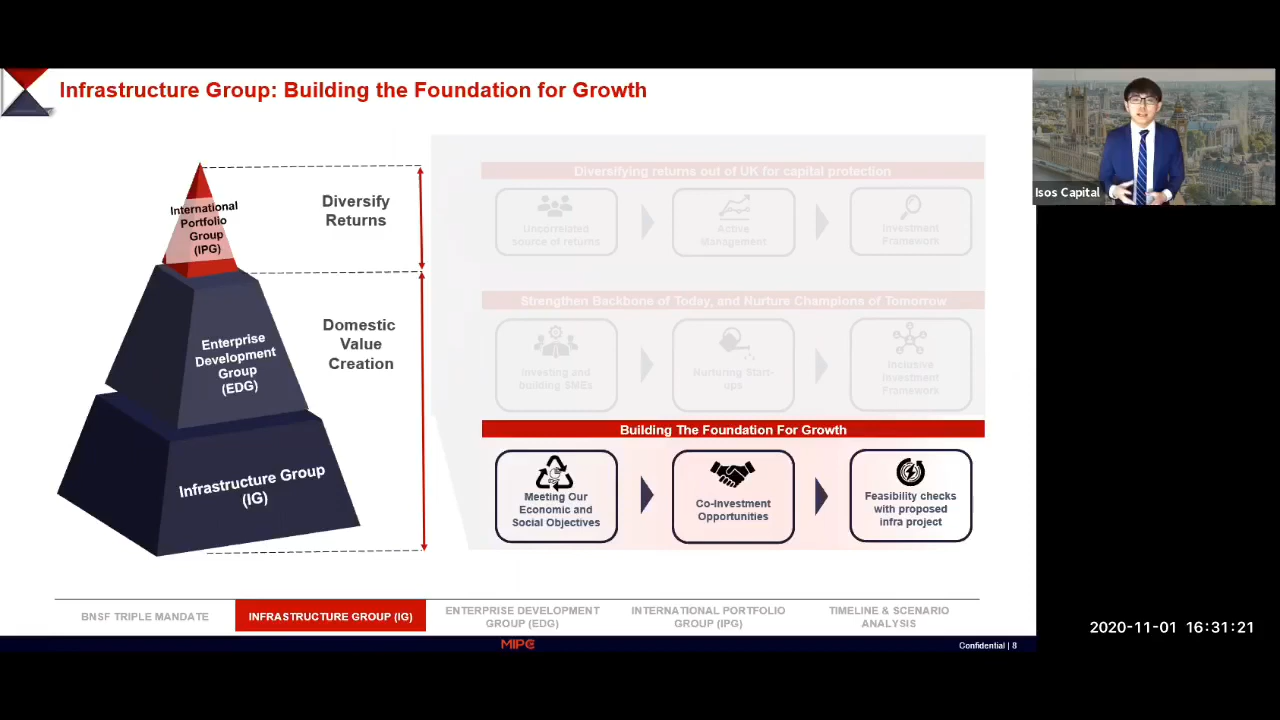 Infrastructure Group: Building the Foundation for Growth
Isos Capital
International
Portfolio
Group
(IPG)
Diversify
Returns
Diversifying returns out of UK for capital protection
Uncorrelated
source of returns
Active
Management
Investment
Framework
Enterprise
Development
Group
(EDG)
Domestic
Value
Creation
Strengthen Backbone of Today, and Nurture Champions of Tomorrow
Investing and
building SMEs
Nurturing Start-
ups
Inclusive
Investment
Framework
Infrastructure Group
(IG)
Building The Foundation For Growth
Meeting Our
Economic and
Social Objectives
Co-Investment
Opportunities
Feasibility checks
with proposed
infra project
BNSF TRIPLE MANDATE
INFRASTRUCTURE GROUP (IG)
ENTERPRISE DEVELOPMENT
GROUP (EDG)
INTERNATIONAL PORTFOLIO
GROUP (IPG)
TIMELINE & SCENARIO
ANALYSIS
MIPC
Confidential | 8
2020-11-01 16:31:21